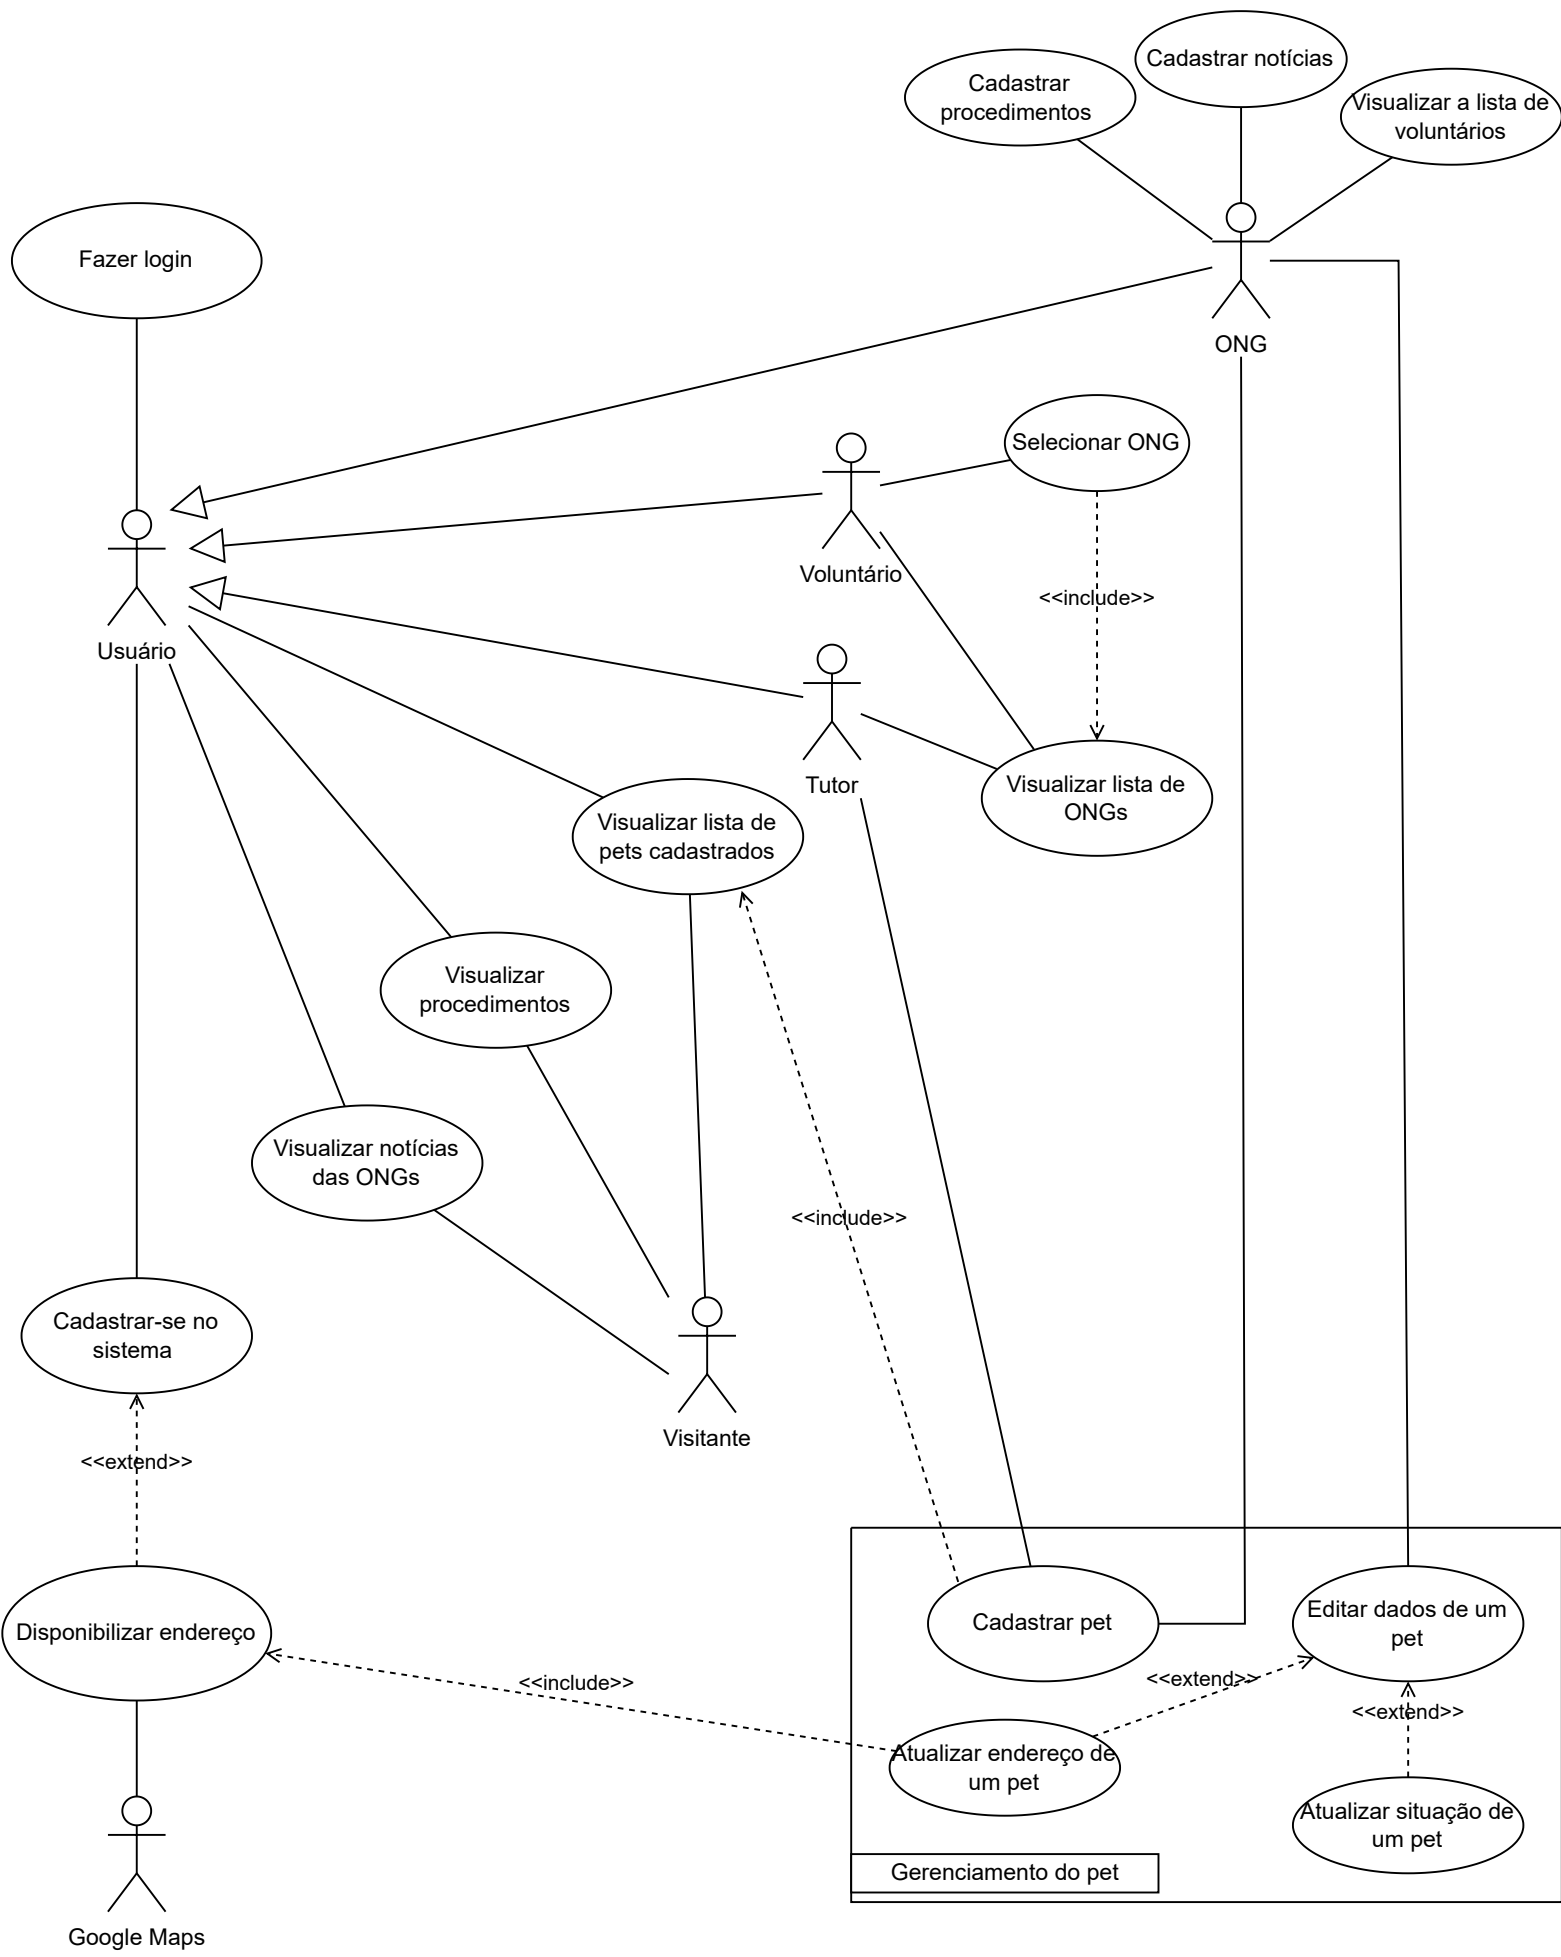 Cadastrar notícias
Cadastrar
procedimentos
Visualizar a lista de
voluntários
Fazer login
ONG
Selecionar ONG
Voluntário
<<include>>
Usuário
Tutor
Visualizar lista de
ONGs
Visualizar lista de
pets cadastrados
Visualizar
procedimentos
Visualizar notícias
das ONGs
<<include>>
Cadastrar-se no
sistema
Visitante
<<extend>>
Disponibilizar endereço
Cadastrar pet
Editar dados de um
pet
<<include>>
<<extend>>
<<extend>>
Atualizar endereço de
um pet
Atualizar situação de
um pet
Gerenciamento do pet
Google Maps